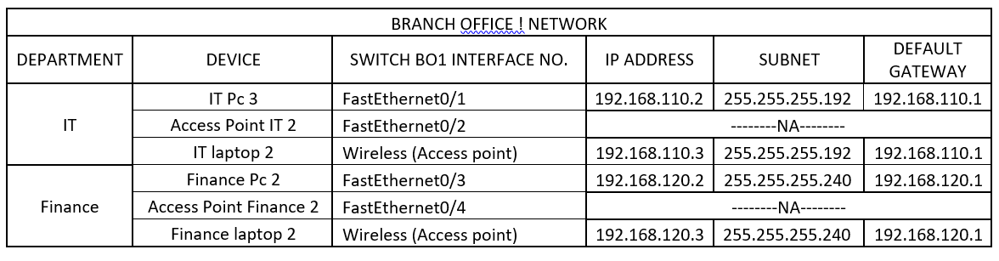 BRANCH OFFICE ! NETWORK
DEPARTMENT DEVICE SWITCH BO1 INTERFACE NO. IP ADDRESS SUBNET DEFAULT GATEWAY
IT
IT Pc 3 FastEthernet0/1 192.168.110.2 255.255.255.192 192.168.110.1
Access Point IT 2 FastEthernet0/2 --------NA--------
IT laptop 2 Wireless (Access point) 192.168.110.3 255.255.255.192 192.168.110.1
Finance
Finance Pc 2 FastEthernet0/3 192.168.120.2 255.255.255.240 192.168.120.1
Access Point Finance 2 FastEthernet0/4 --------NA--------
Finance laptop 2 Wireless (Access point) 192.168.120.3 255.255.255.240 192.168.120.1